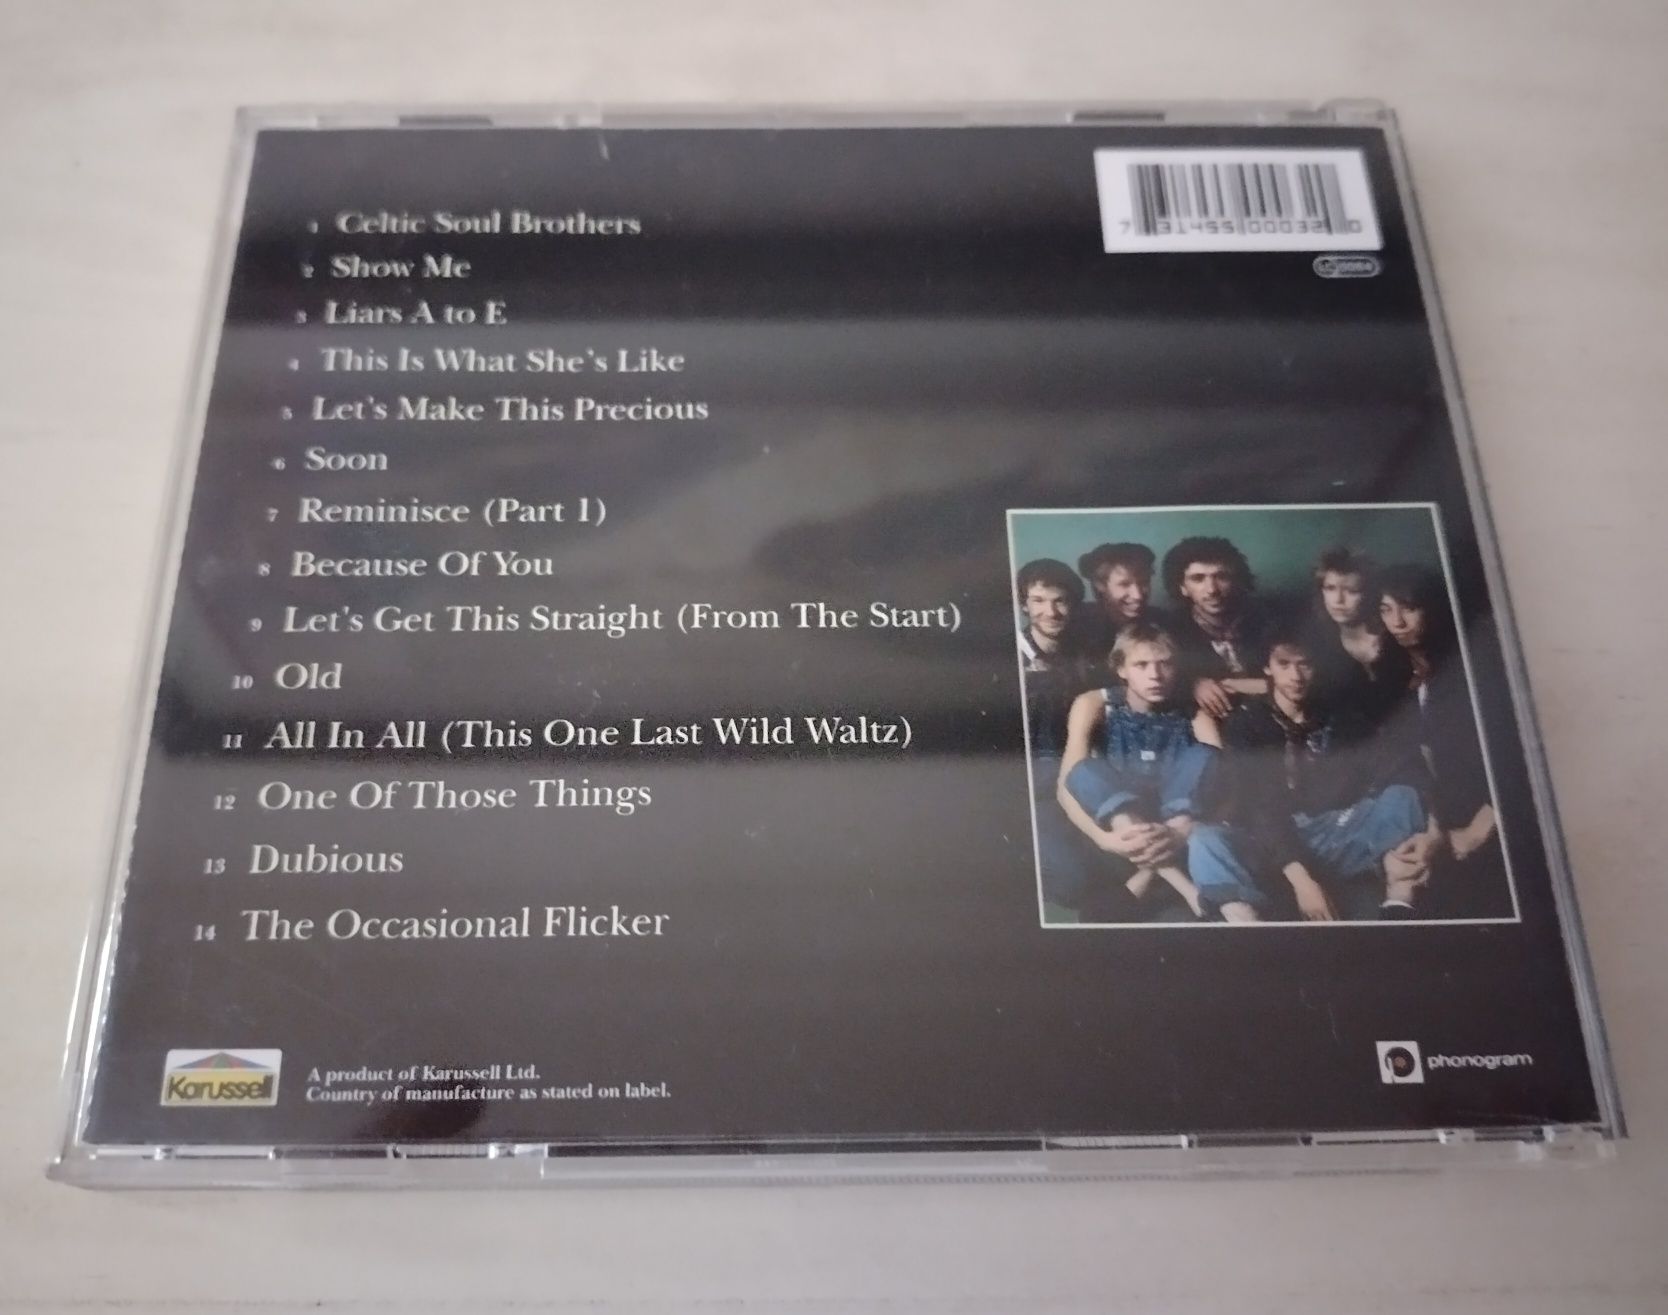 7 31455 00032 0
1 Celtic Soul Brothers
2 Show Me
3 Liars A to E
4 This Is What She's Like
5 Let's Make This Precious
6 Soon
7 Reminisce (Part 1)
8 Because Of You
9 Let's Get This Straight (From The Start)
10 Old
11 All In All (This One Last Wild Waltz)
12 One Of Those Things
13 Dubious
14 The Occasional Flicker
Karussell
A product of Karussell Ltd.
Country of manufacture as stated on label.
phonogram